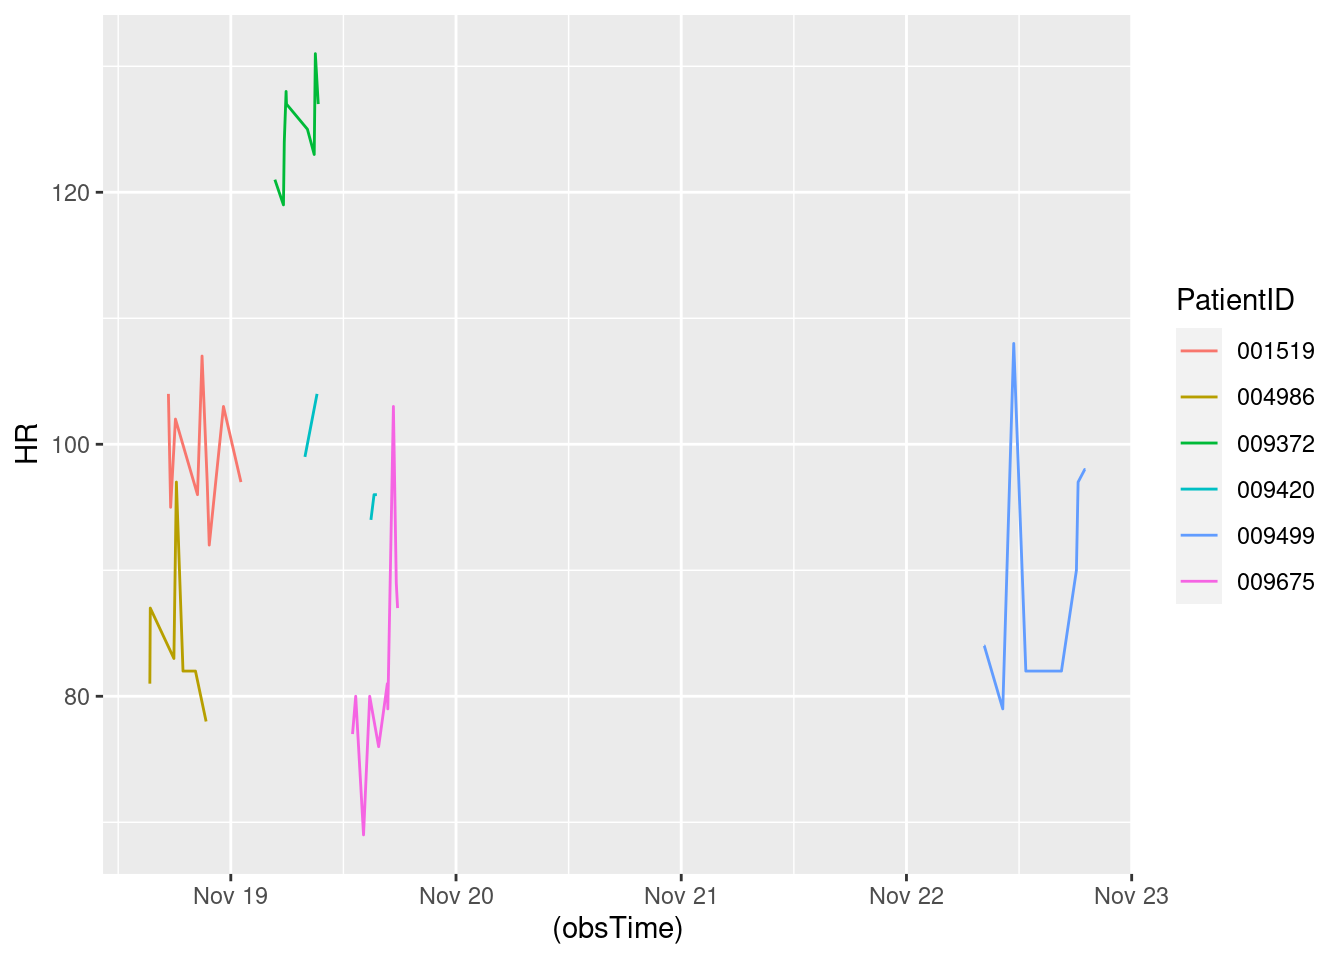 HR
120
100
80
Nov 19
Nov 20
Nov 21
Nov 22
Nov 23
(obsTime)
PatientID
001519
004986
009372
009420
009499
009675